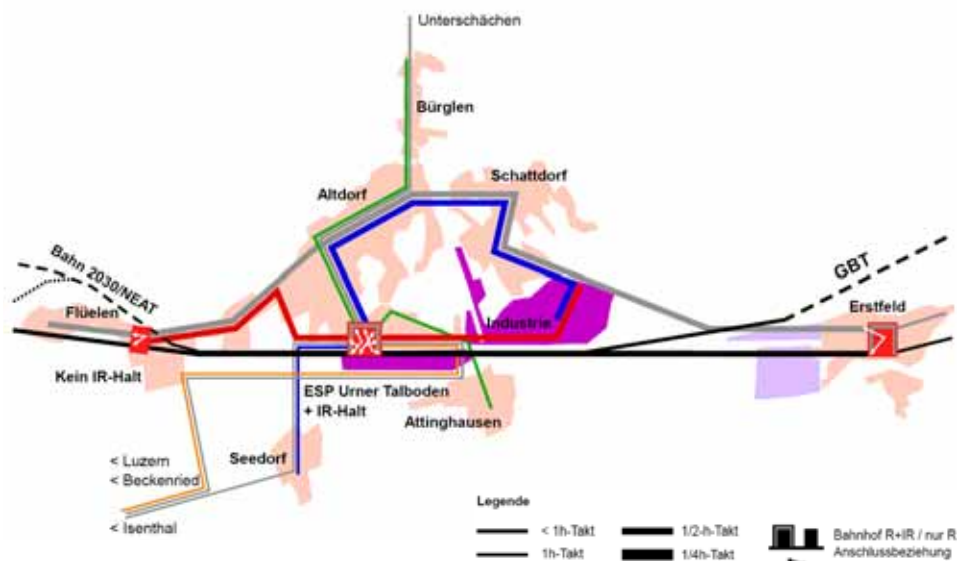 Unterschächen
Bürglen
Altdorf
Schattdorf
Bahn 2030/NEAT
GBT
Flüelen
Erstfeld
Industrie
Kein IR-Halt
ESP Urner Talboden
+ IR-Halt
Attinghausen
Seedorf
< Luzern
< Beckenried
< Isenthal
Legende
< 1h-Takt
1/2-h-Takt
Bahnhof R+IR / nur R
1h-Takt
1/4h-Takt
Anschlussbeziehung